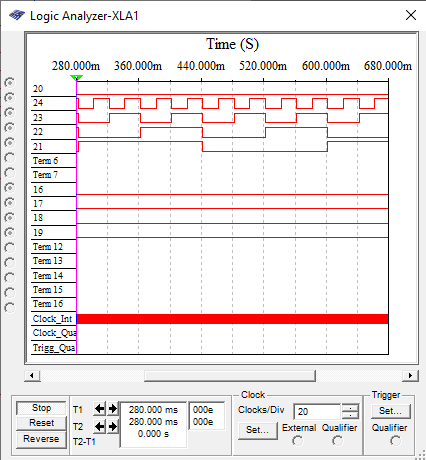 Logic Analyzer-XLA1
Time (S)
280.000m 360.000m 440.000m 520.000m 600.000m 680.000m
20
24
23
22
21
Term 6
Term 7
16
17
18
19
Term 12
Term 13
Term 14
Term 15
Term 16
Clock_Int
Clock_Qua
Trigg_Qua
Stop
Reset
Reverse
T1 280.000 ms 000e
T2 280.000 ms 000e
T2-T1 0.000 s
Clock
Clocks/Div 20
Set... External Qualifier
Trigger
Set...
Qualifier